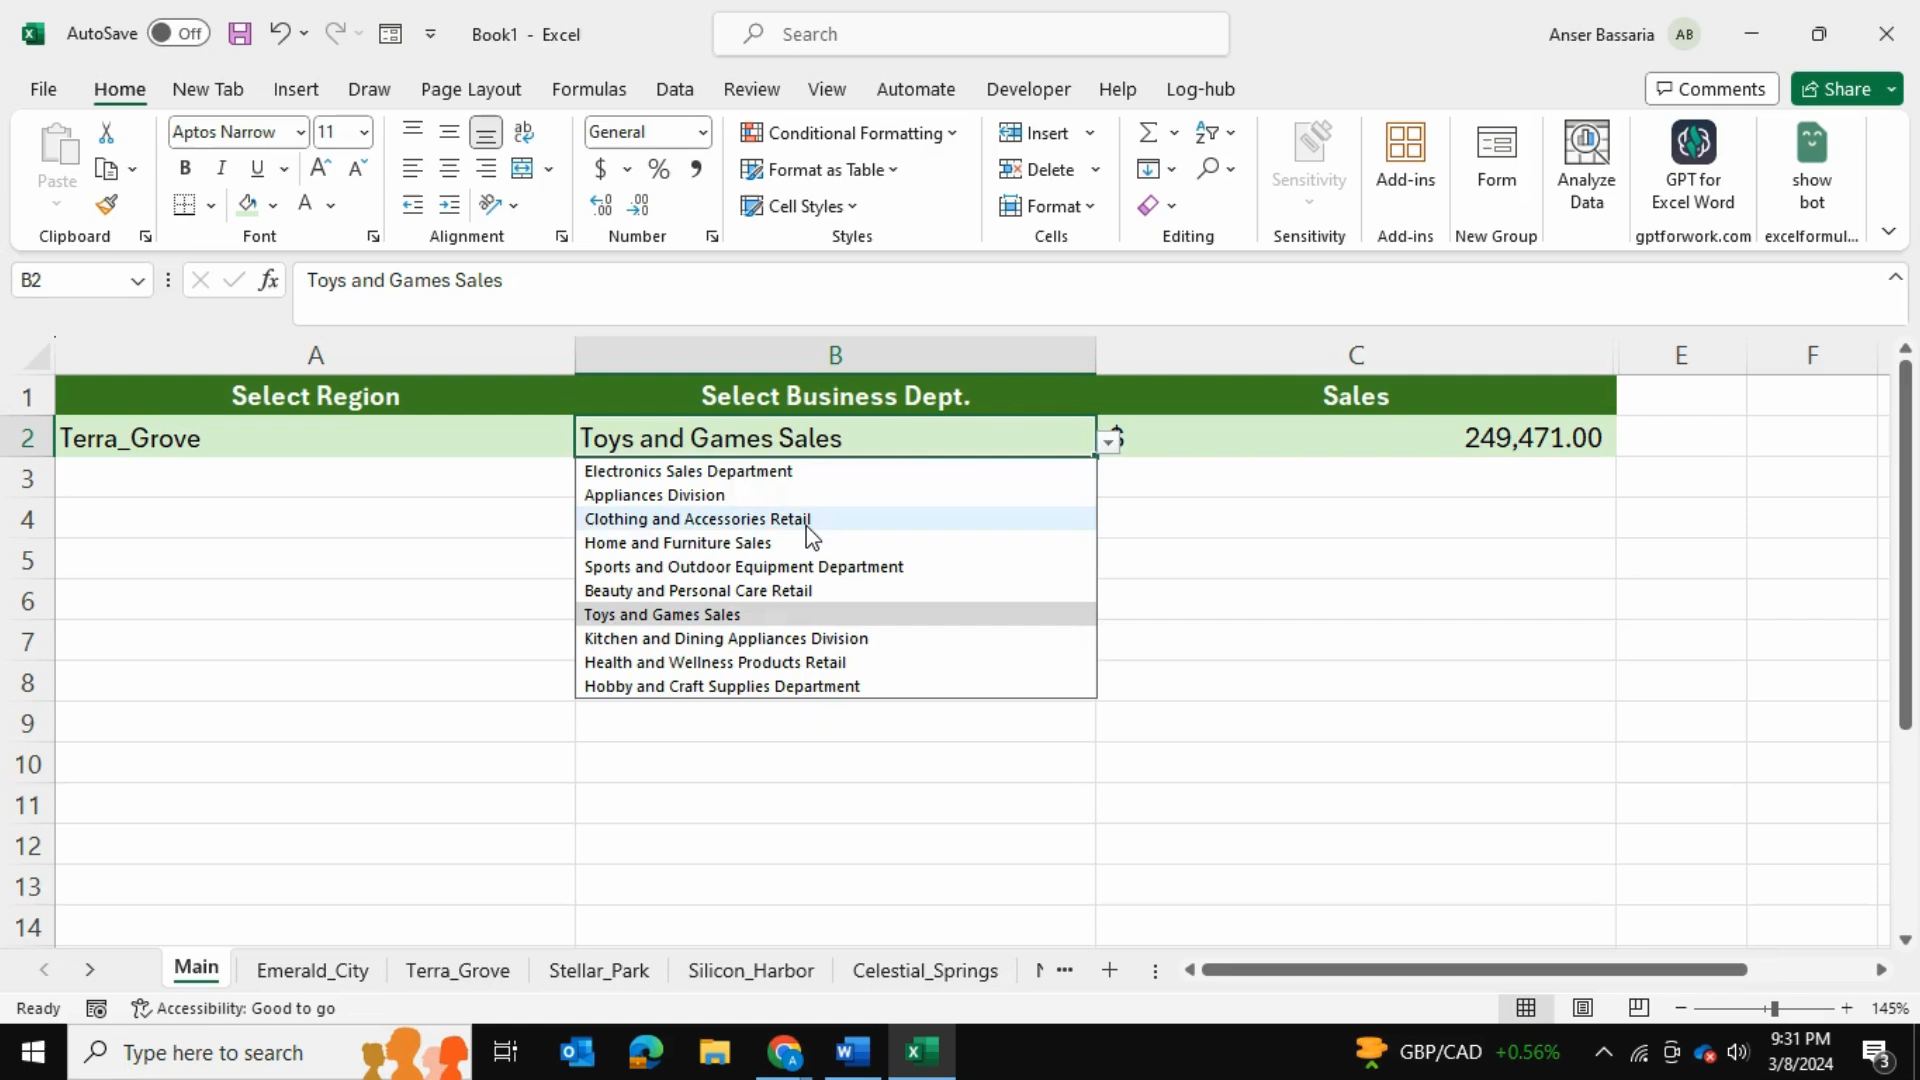 AutoSave Off Book1 - Excel Search Anser Bassaria AB
File Home New Tab Insert Draw Page Layout Formulas Data Review View Automate Developer Help Log-hub Comments Share
Paste Aptos Narrow 11 General Conditional Formatting Format as Table Cell Styles Insert Delete Format Sensitivity Add-ins Form Analyze Data GPT for Excel Word show bot
Clipboard Font Alignment Number Styles Cells Editing Sensitivity Add-ins New Group gptforwork.com excelformul...
B2 fx Toys and Games Sales
A B C E F
1 Select Region Select Business Dept. Sales
2 Terra_Grove Toys and Games Sales $ 249,471.00
Electronics Sales Department
Appliances Division
Clothing and Accessories Retail
Home and Furniture Sales
Sports and Outdoor Equipment Department
Beauty and Personal Care Retail
Toys and Games Sales
Kitchen and Dining Appliances Division
Health and Wellness Products Retail
Hobby and Craft Supplies Department
3
4
5
6
7
8
9
10
11
12
13
14
Main Emerald_City Terra_Grove Stellar_Park Silicon_Harbor Celestial_Springs
Ready Accessibility: Good to go 145%
Type here to search GBP/CAD +0.56% 9:31 PM
3/8/2024 3